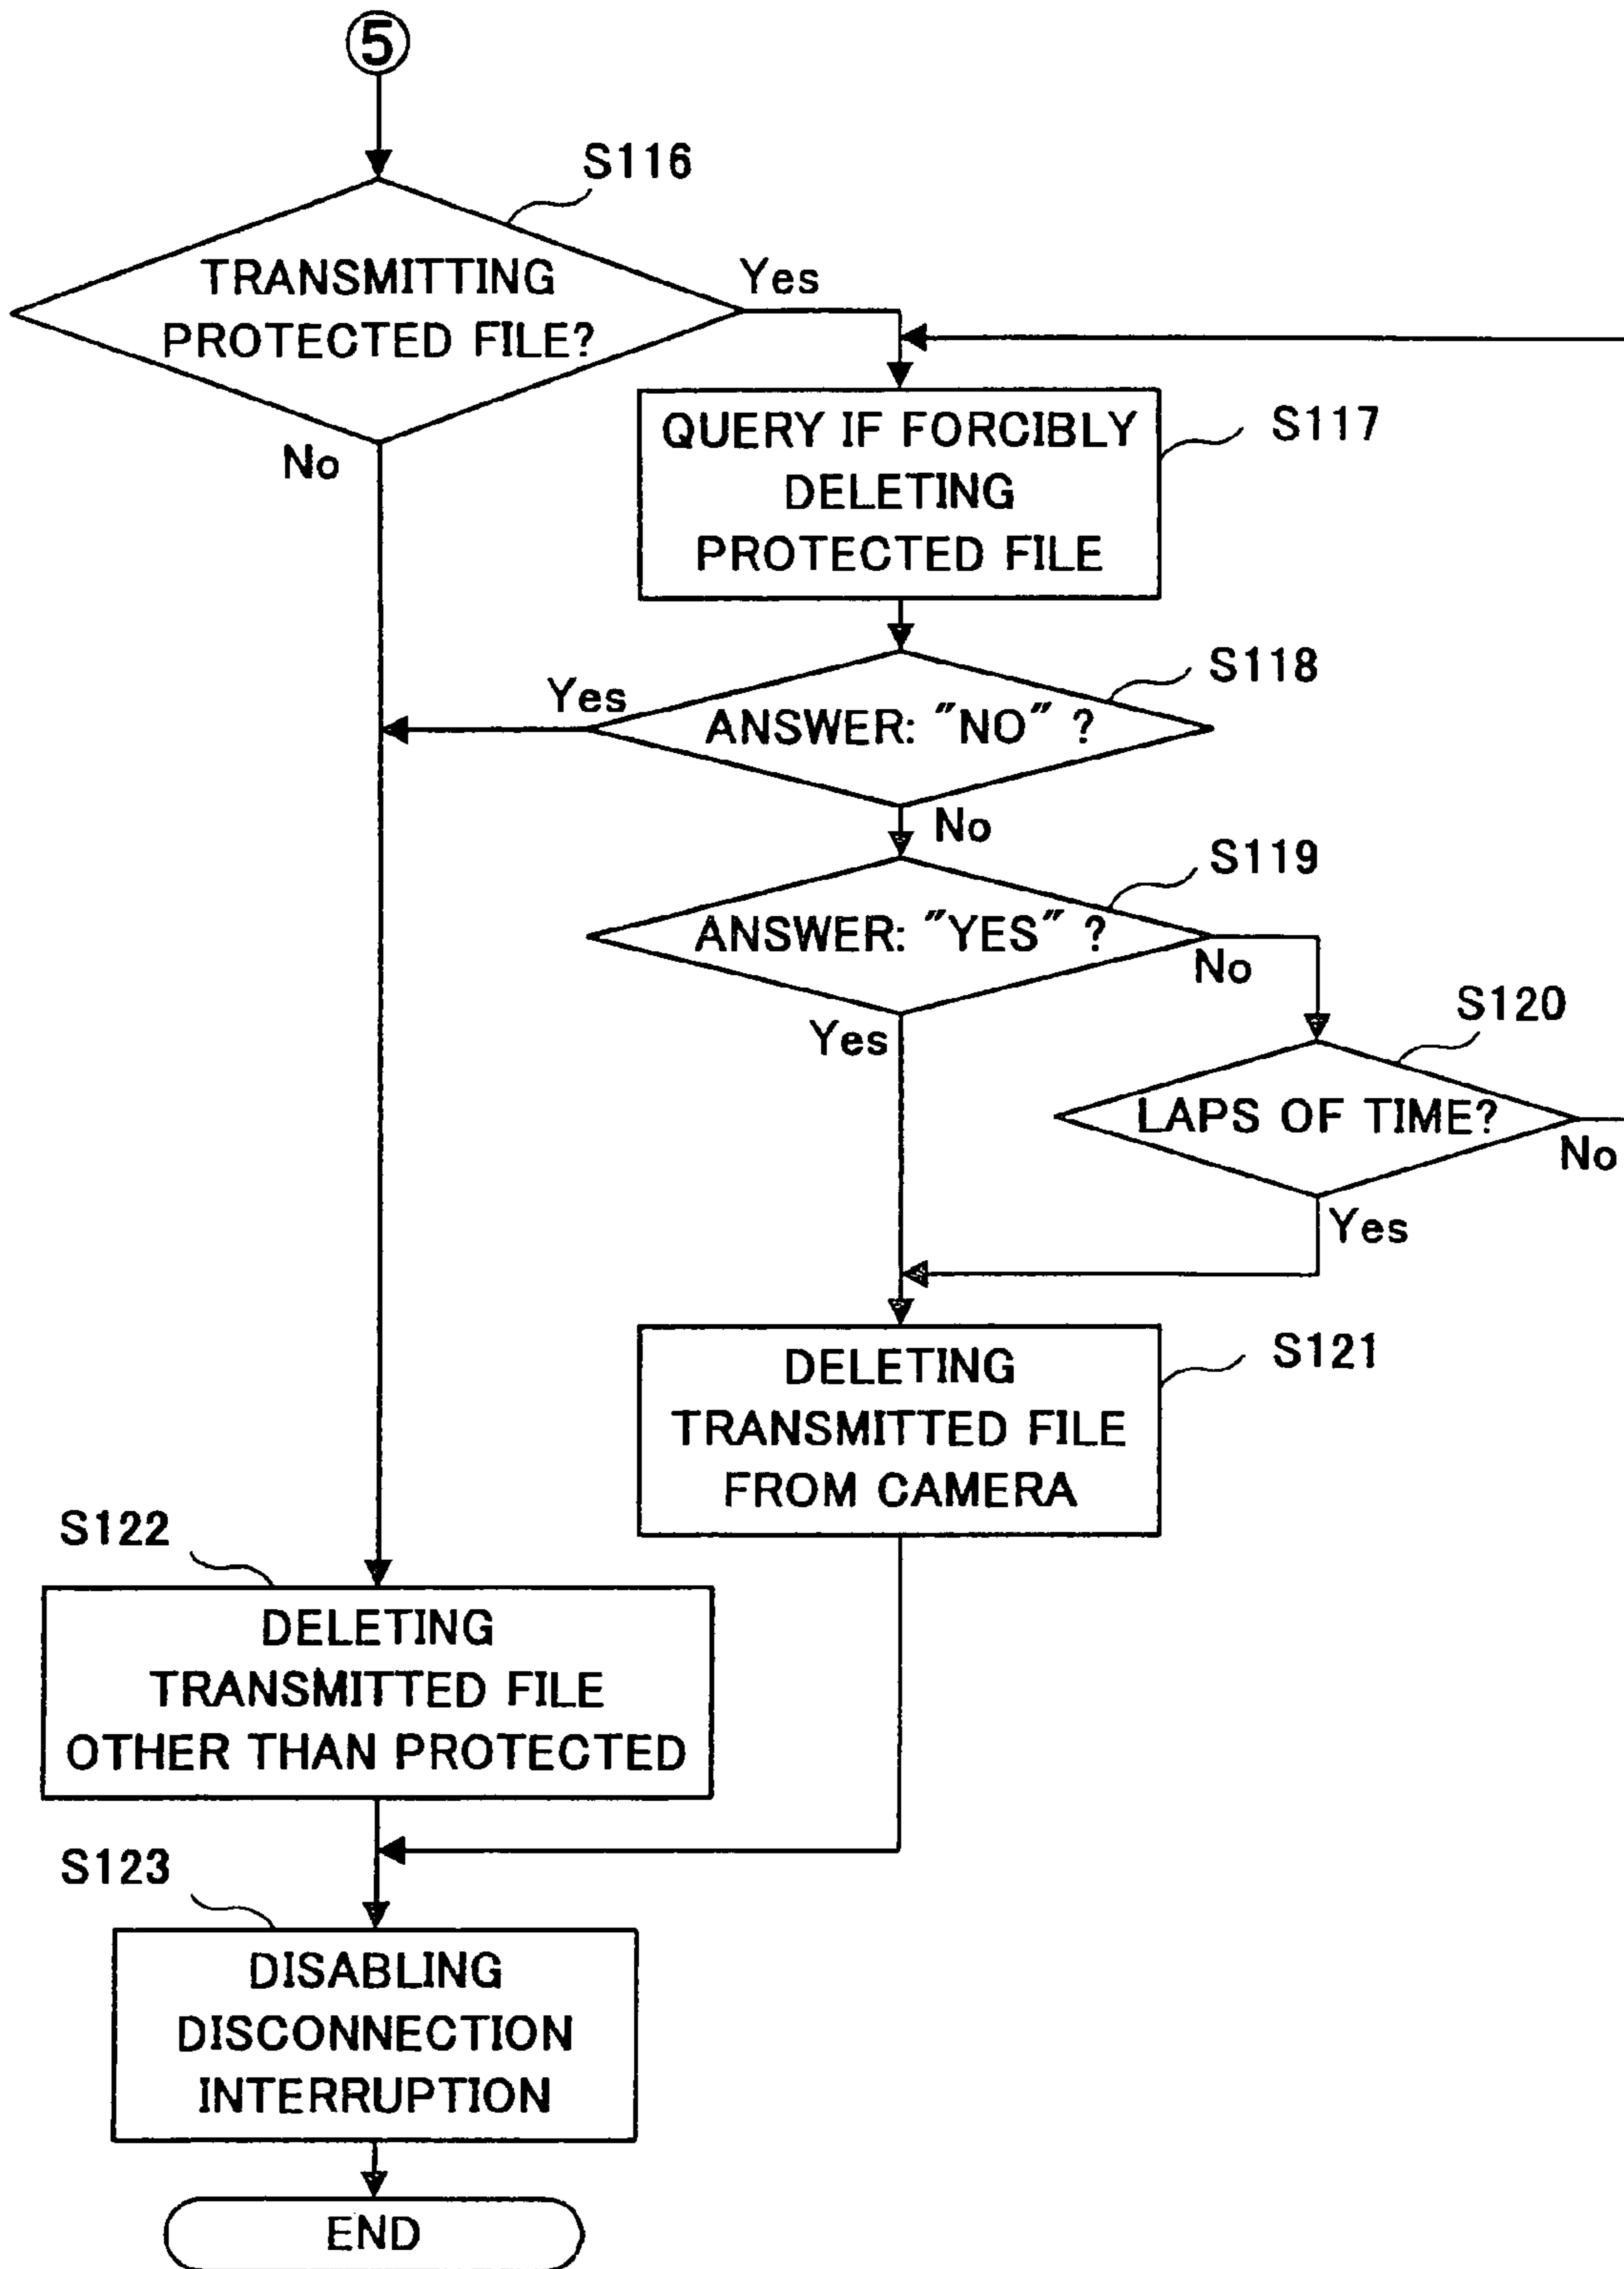 ⑤
S116
TRANSMITTING
PROTECTED FILE?
Yes
No
QUERY IF FORCIBLY
DELETING
PROTECTED FILE
S117
S118
Yes
ANSWER: "NO" ?
No
S119
ANSWER: "YES" ?
No
Yes
S120
LAPS OF TIME?
No
Yes
DELETING
TRANSMITTED FILE
FROM CAMERA
S121
S122
DELETING
TRANSMITTED FILE
OTHER THAN PROTECTED
S123
DISABLING
DISCONNECTION
INTERRUPTION
END